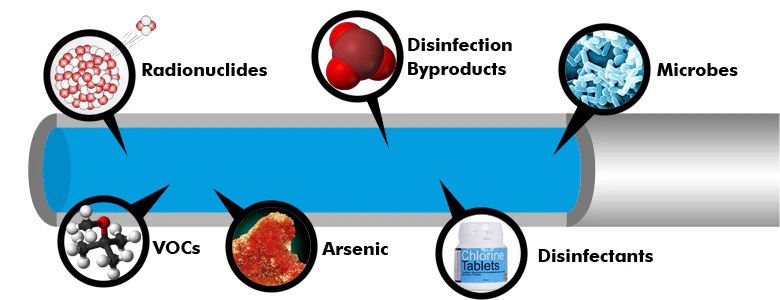 Radionuclides
Disinfection
Byproducts
Microbes
VOCs
Arsenic
Chlorine
Tablets
Disinfectants